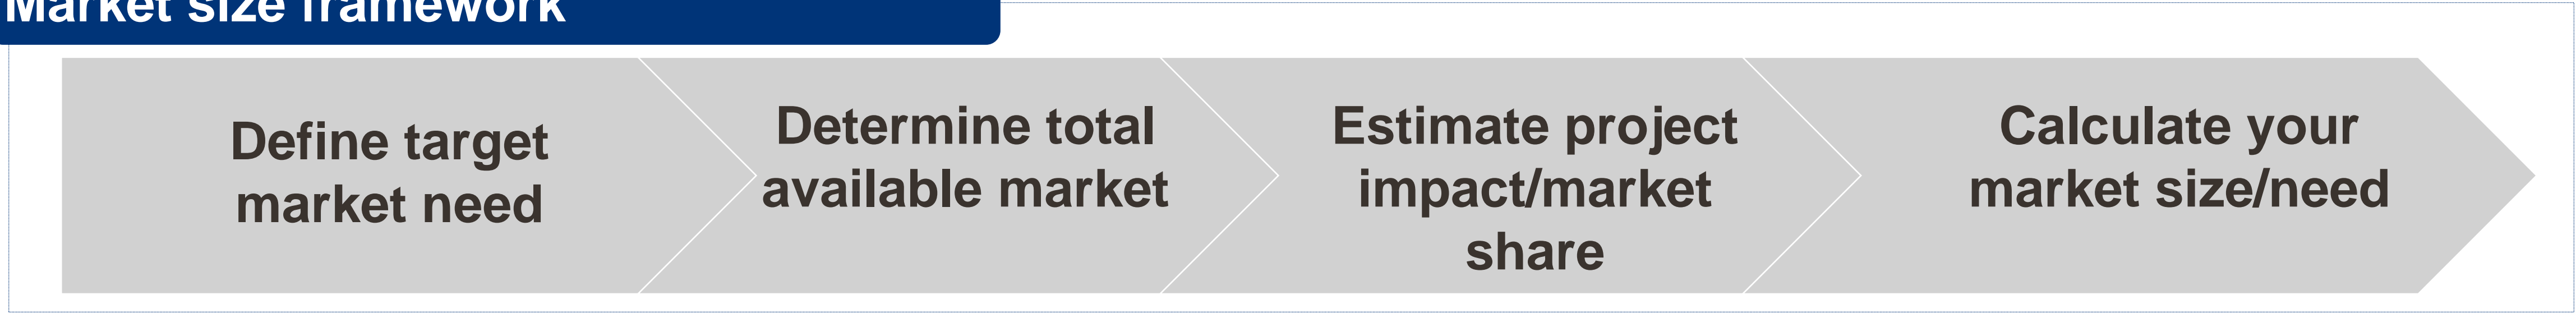 Market size framework
Define target
market need
Determine total
available market
Estimate project
impact/market
share
Calculate your
market size/need